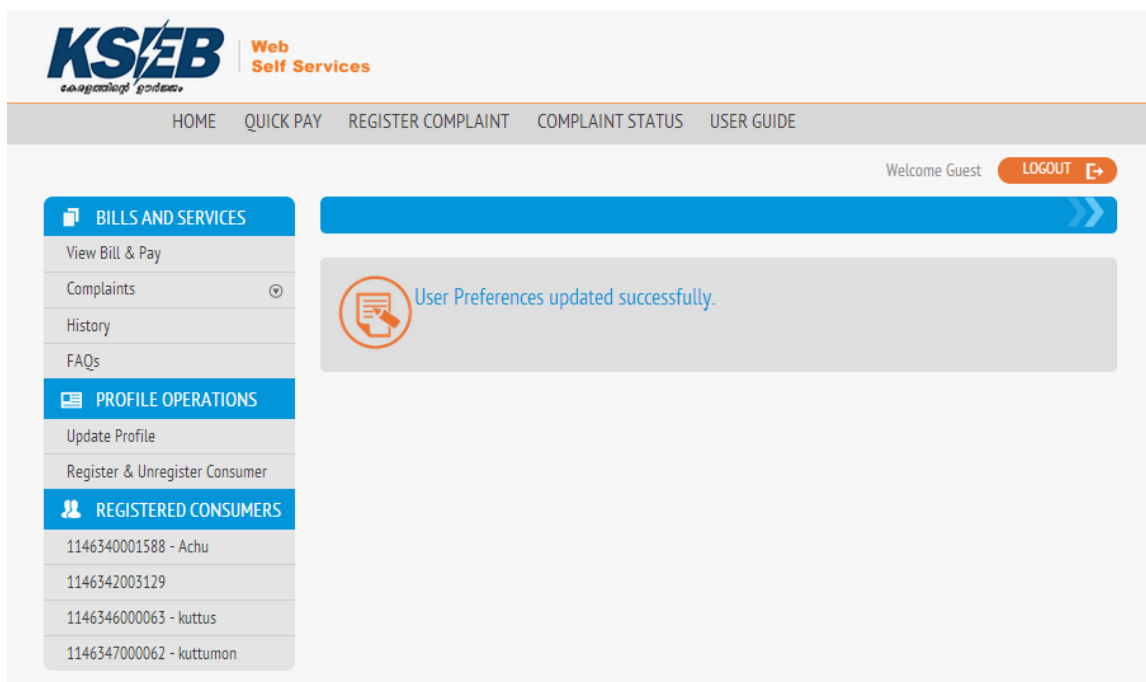 KSEB
Web
Self Services
കേരളത്തിന്റെ ഊർജ്ജം
HOME QUICK PAY REGISTER COMPLAINT COMPLAINT STATUS USER GUIDE
Welcome Guest LOGOUT
BILLS AND SERVICES
View Bill & Pay
Complaints
History
FAQs
User Preferences updated successfully.
PROFILE OPERATIONS
Update Profile
Register & Unregister Consumer
REGISTERED CONSUMERS
1146340001588 - Achu
1146342003129
1146346000063 - kuttus
1146347000062 - kuttumon